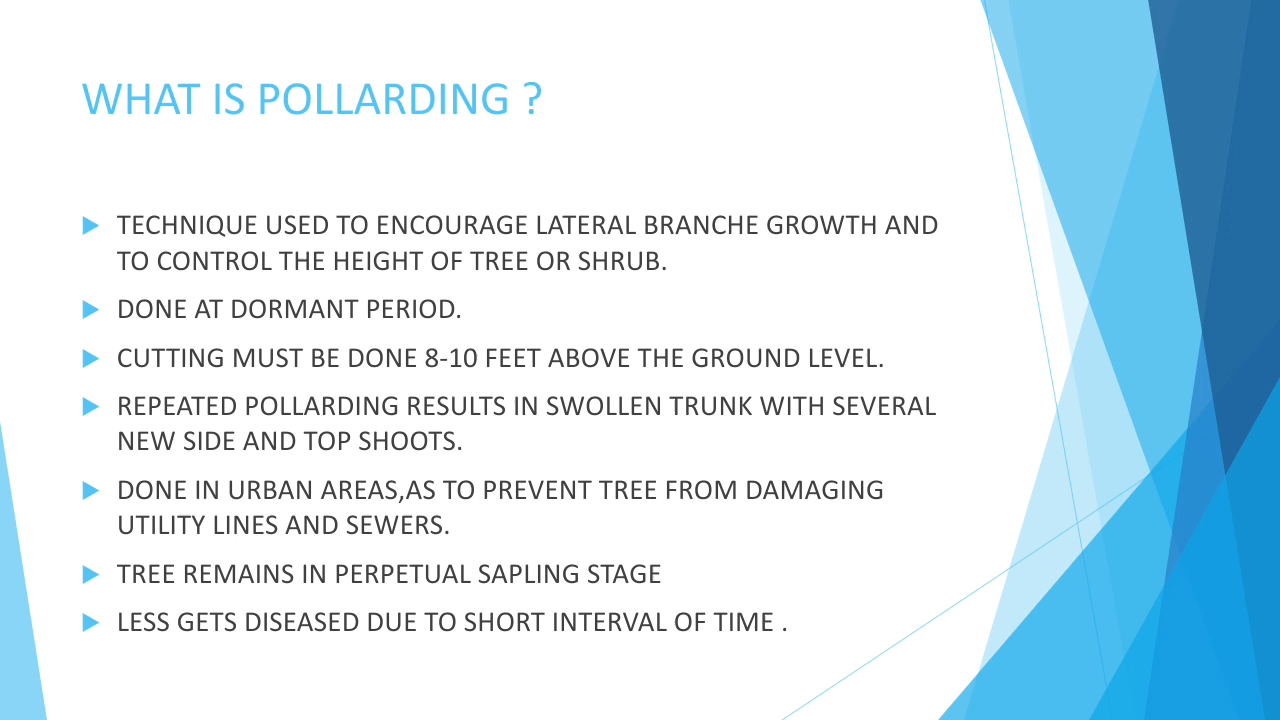 WHAT IS POLLARDING ?
TECHNIQUE USED TO ENCOURAGE LATERAL BRANCHE GROWTH AND
TO CONTROL THE HEIGHT OF TREE OR SHRUB.
DONE AT DORMANT PERIOD.
CUTTING MUST BE DONE 8-10 FEET ABOVE THE GROUND LEVEL.
REPEATED POLLARDING RESULTS IN SWOLLEN TRUNK WITH SEVERAL
NEW SIDE AND TOP SHOOTS.
DONE IN URBAN AREAS,AS TO PREVENT TREE FROM DAMAGING
UTILITY LINES AND SEWERS.
TREE REMAINS IN PERPETUAL SAPLING STAGE
LESS GETS DISEASED DUE TO SHORT INTERVAL OF TIME .